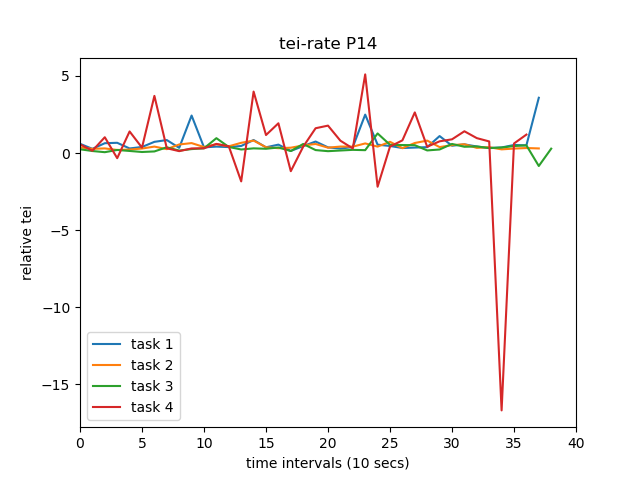 tei-rate P14
relative tei
5
0
−5
−10
−15
task 1
task 2
task 3
task 4
0 5 10 15 20 25 30 35 40
time intervals (10 secs)